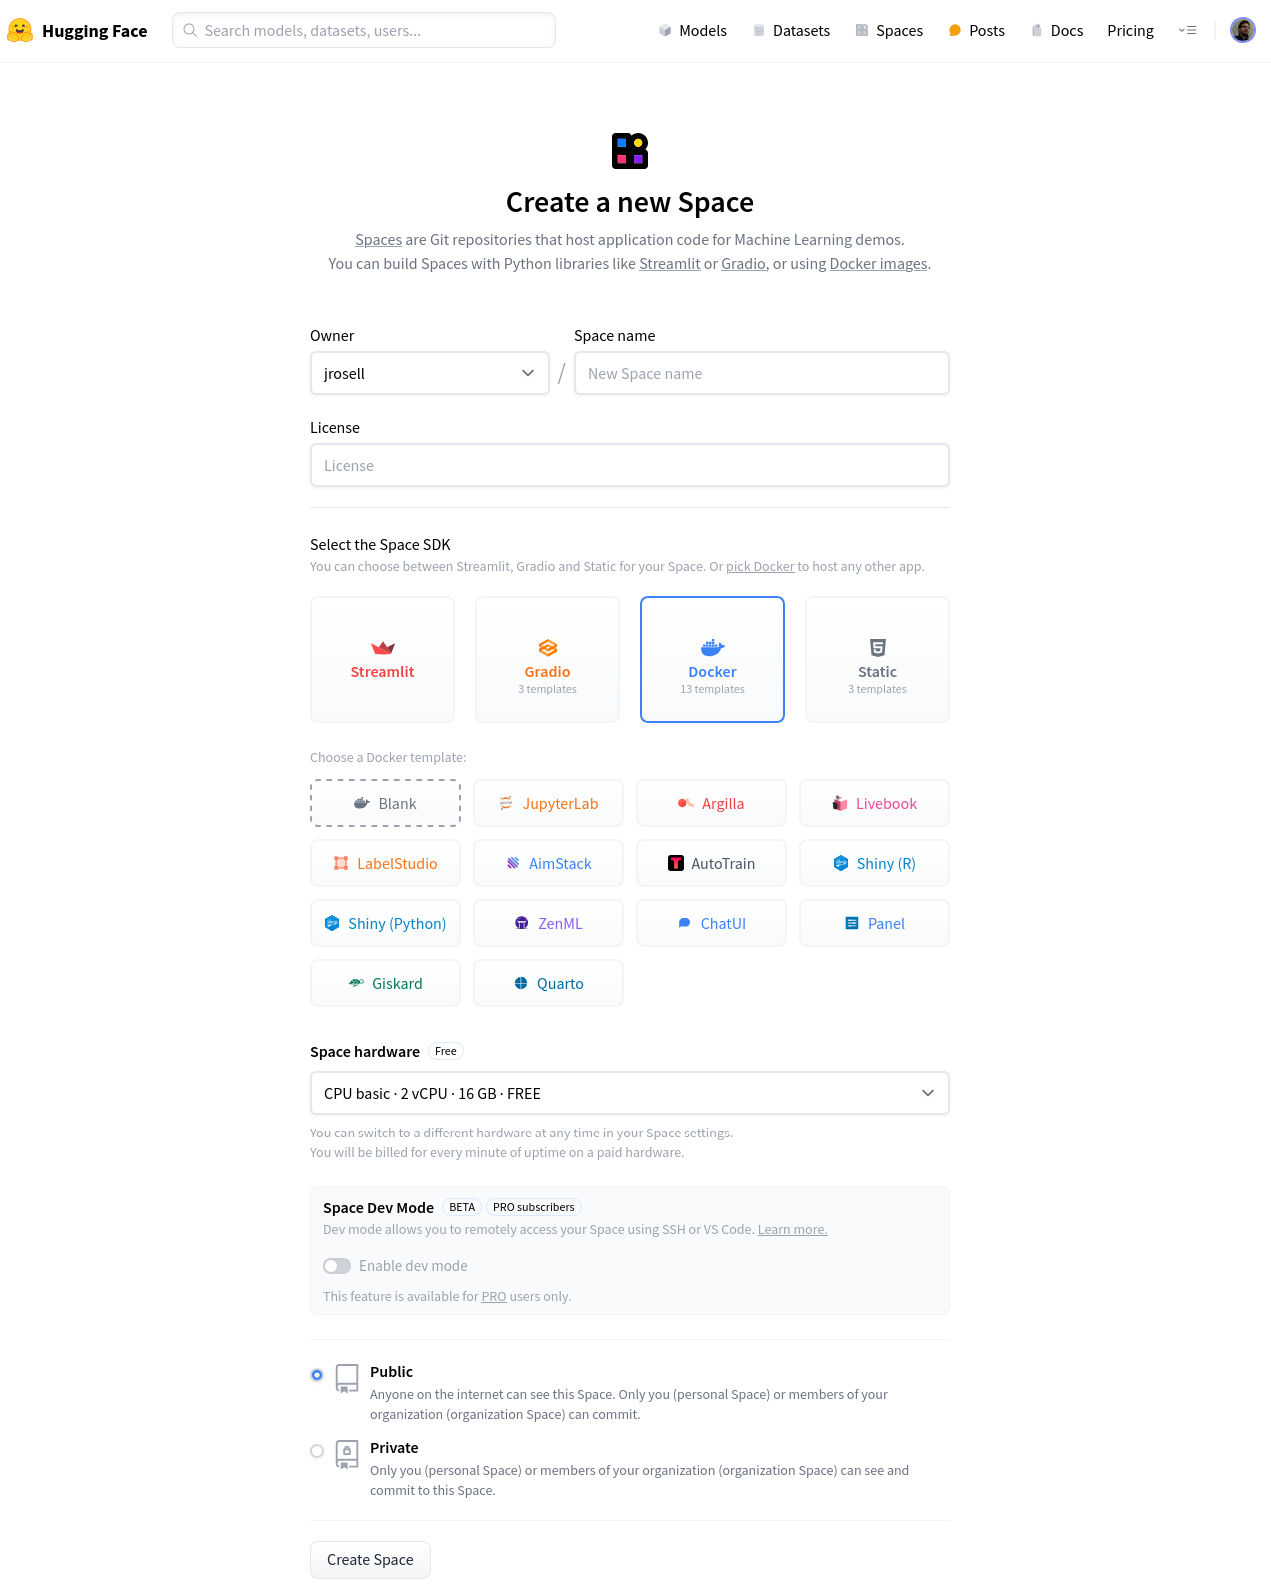 Hugging Face
Search models, datasets, users...
Models
Datasets
Spaces
Posts
Docs
Pricing
Create a new Space
Spaces are Git repositories that host application code for Machine Learning demos.
You can build Spaces with Python libraries like Streamlit or Gradio, or using Docker images.
Owner
Space name
jrosell
/
New Space name
License
License
Select the Space SDK
You can choose between Streamlit, Gradio and Static for your Space. Or pick Docker to host any other app.
Streamlit
Gradio
3 templates
Docker
13 templates
Static
3 templates
Choose a Docker template:
Blank
JupyterLab
Argilla
Livebook
LabelStudio
AimStack
AutoTrain
Shiny (R)
Shiny (Python)
ZenML
ChatUI
Panel
Giskard
Quarto
Space hardware Free
CPU basic · 2 vCPU · 16 GB · FREE
You can switch to a different hardware at any time in your Space settings.
You will be billed for every minute of uptime on a paid hardware.
Space Dev Mode BETA PRO subscribers
Dev mode allows you to remotely access your Space using SSH or VS Code. Learn more.
Enable dev mode
This feature is available for PRO users only.
Public
Anyone on the internet can see this Space. Only you (personal Space) or members of your
organization (organization Space) can commit.
Private
Only you (personal Space) or members of your organization (organization Space) can see and
commit to this Space.
Create Space